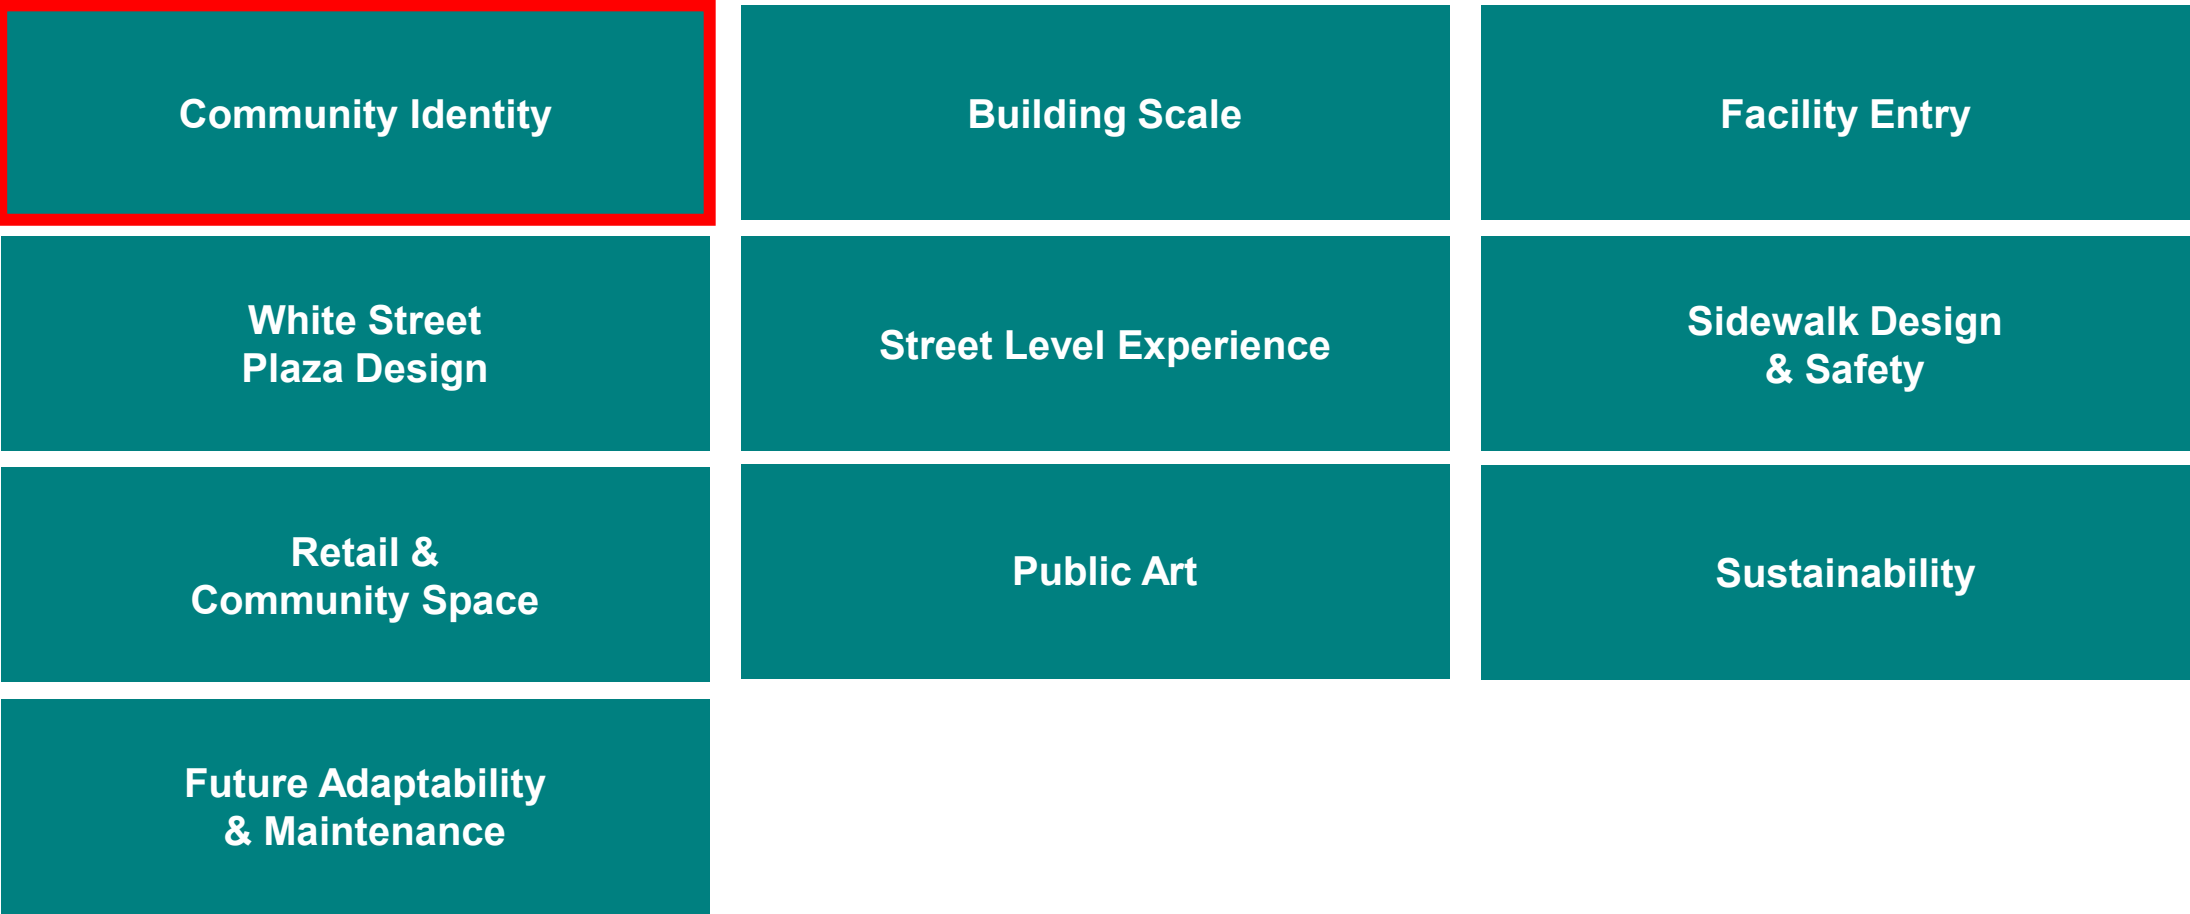 Community Identity
Building Scale
Facility Entry
White Street
Plaza Design
Street Level Experience
Sidewalk Design
& Safety
Retail &
Community Space
Public Art
Sustainability
Future Adaptability
& Maintenance